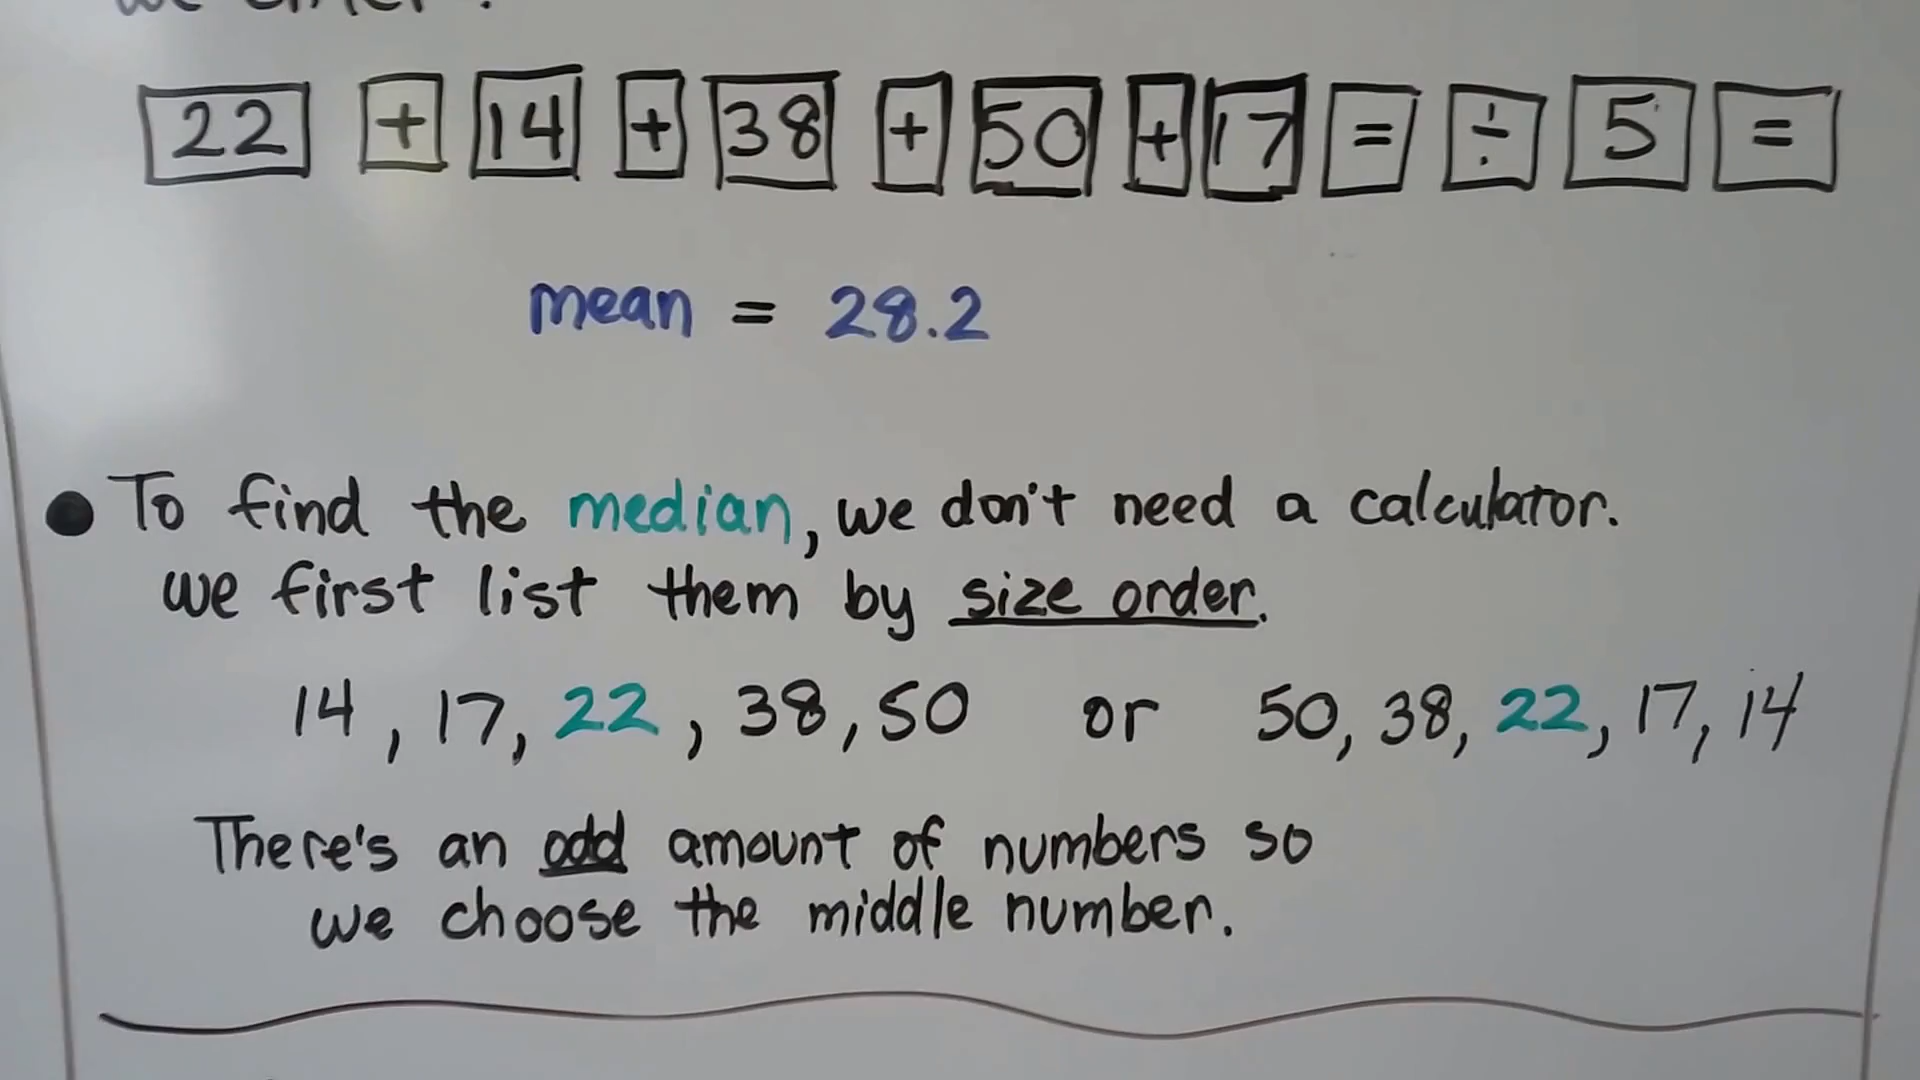 22 + 14 + 38 + 50 + 17 = ÷ 5 =
mean = 28.2
To find the median, we don't need a calculator.
we first list them by size order.
14, 17, 22, 38, 50 or 50, 38, 22, 17, 14
There's an odd amount of numbers so
we choose the middle number.